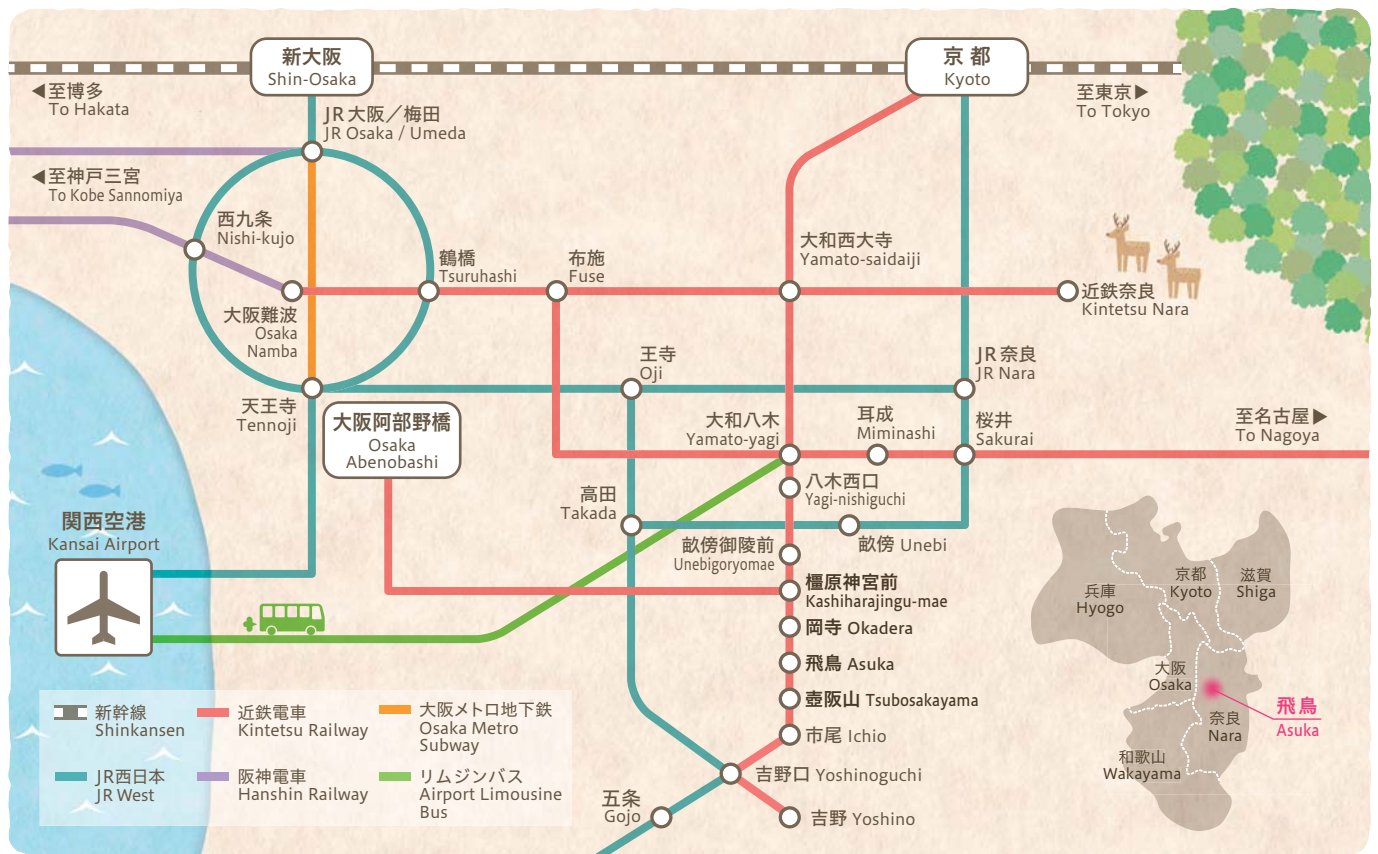 新大阪
Shin-Osaka
京都
Kyoto
◀至博多
To Hakata
至東京▶
To Tokyo
JR大阪／梅田
JR Osaka / Umeda
◀至神戸三宮
To Kobe Sannomiya
西九条
Nishi-kujo
鶴橋
Tsuruhashi
布施
Fuse
大和西大寺
Yamato-saidaiji
近鉄奈良
Kintetsu Nara
大阪難波
Osaka
Namba
王寺
Oji
JR奈良
JR Nara
天王寺
Tennoji
大阪阿部野橋
Osaka
Abenobashi
大和八木
Yamato-yagi
耳成
Miminashi
桜井
Sakurai
至名古屋▶
To Nagoya
八木西口
Yagi-nishiguchi
高田
Takada
畝傍 Unebi
関西空港
Kansai Airport
畝傍御陵前
Unebigoryomae
橿原神宮前
Kashiharajingu-mae
岡寺 Okadera
飛鳥 Asuka
壺阪山 Tsubosakayama
市尾 Ichio
吉野口 Yoshinoguchi
五条
Gojo
吉野 Yoshino
兵庫
Hyogo
京都
Kyoto
滋賀
Shiga
大阪
Osaka
奈良
Nara
和歌山
Wakayama
飛鳥
Asuka
新幹線
Shinkansen
近鉄電車
Kintetsu Railway
大阪メトロ地下鉄
Osaka Metro
Subway
JR西日本
JR West
阪神電車
Hanshin Railway
リムジンバス
Airport Limousine
Bus